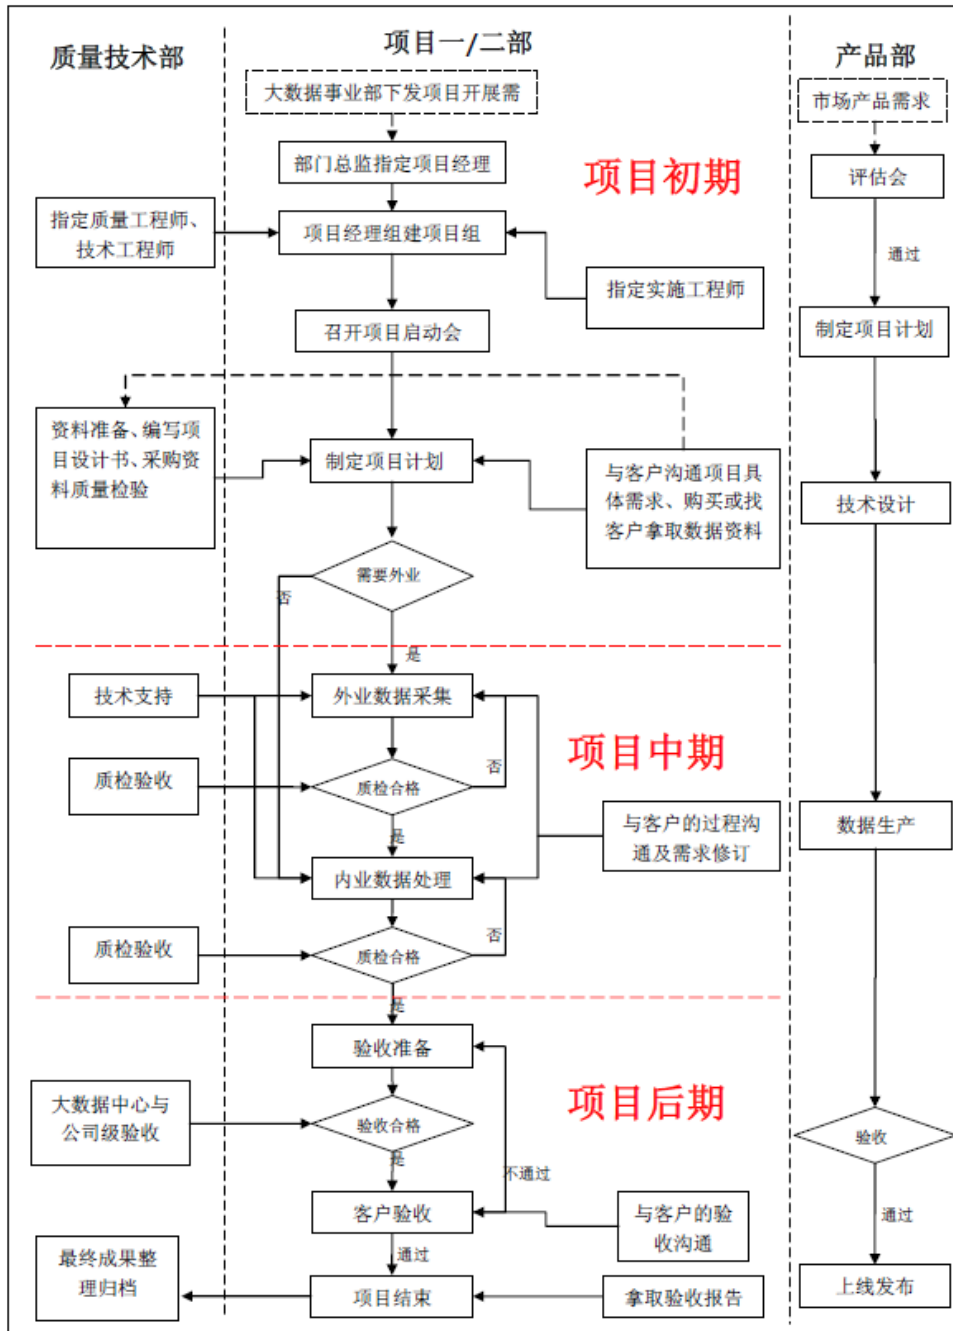 质量技术部
项目一/二部
产品部
大数据事业部下发项目开展需
市场产品需求
部门总监指定项目经理
项目初期
评估会
指定质量工程师、
技术工程师
项目经理组建项目组
通过
指定实施工程师
召开项目启动会
制定项目计划
资料准备、编写项
目设计书、采购资
料质量检验
制定项目计划
与客户沟通项目具
体需求、购买或找
客户拿取数据资料
技术设计
需要外业
否
是
技术支持
外业数据采集
项目中期
质检验收
质检合格
否
是
与客户的过程沟
通及需求修订
数据生产
内业数据处理
质检验收
质检合格
否
是
验收准备
项目后期
大数据中心与
公司级验收
验收合格
验收
是
不通过
客户验收
与客户的验
收沟通
通过
最终成果整
理归档
通过
项目结束
拿取验收报告
上线发布